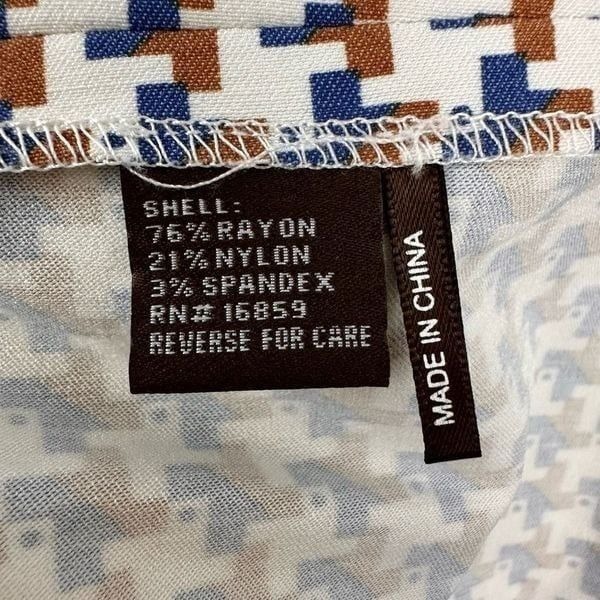 SHELL:
76% RAYON
21% NYLON
3% SPANDEX
RN# 16859
REVERSE FOR CARE
MADE IN CHINA